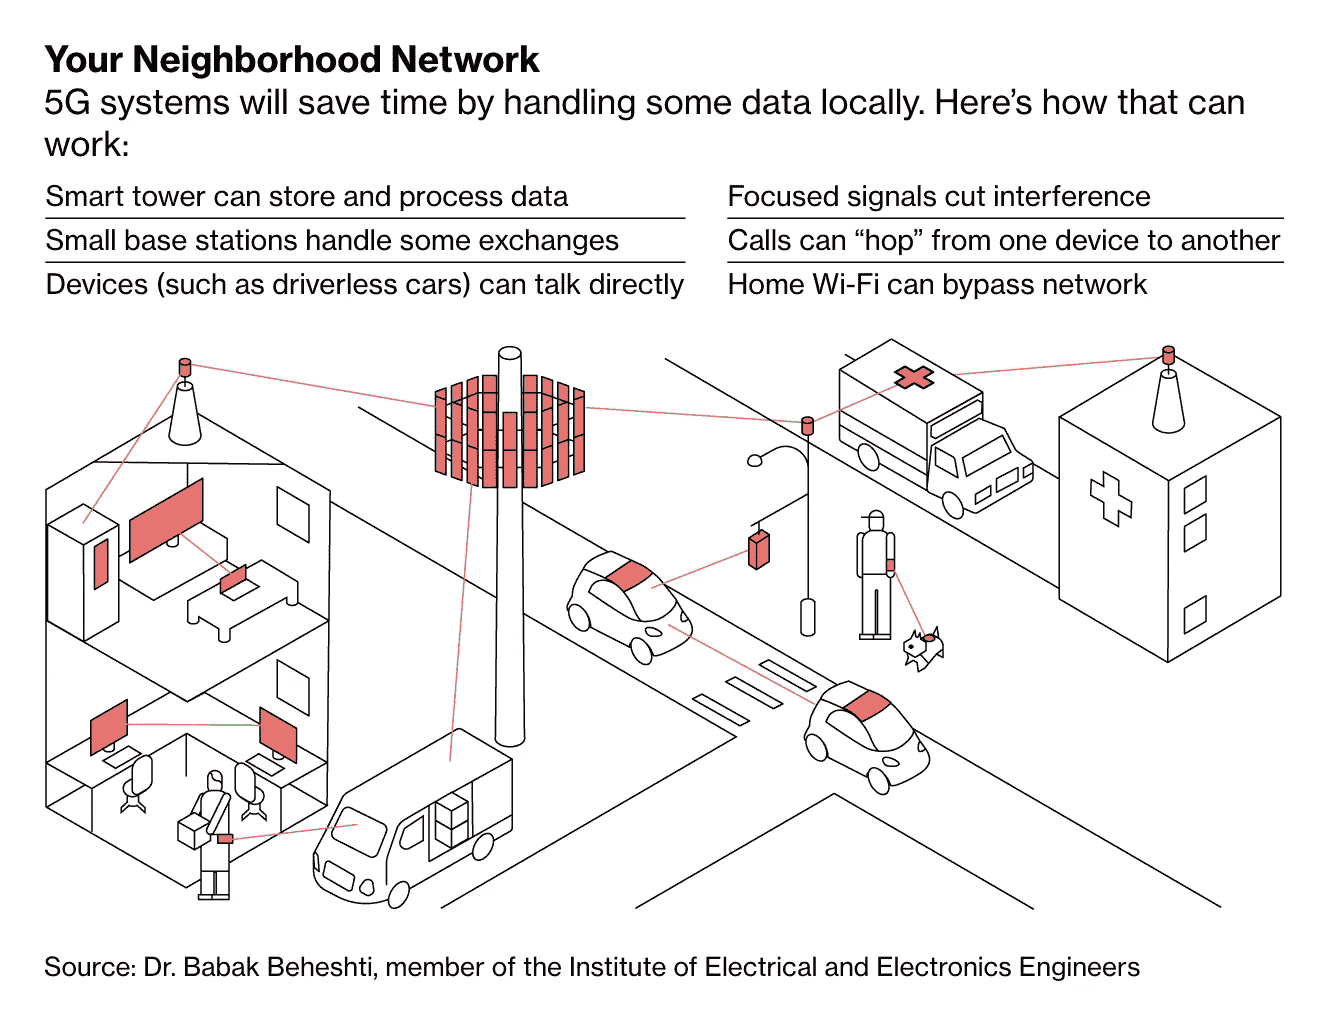 Your Neighborhood Network
5G systems will save time by handling some data locally. Here’s how that can
work:
Smart tower can store and process data
Small base stations handle some exchanges
Devices (such as driverless cars) can talk directly
Focused signals cut interference
Calls can “hop” from one device to another
Home Wi-Fi can bypass network
Source: Dr. Babak Beheshti, member of the Institute of Electrical and Electronics Engineers